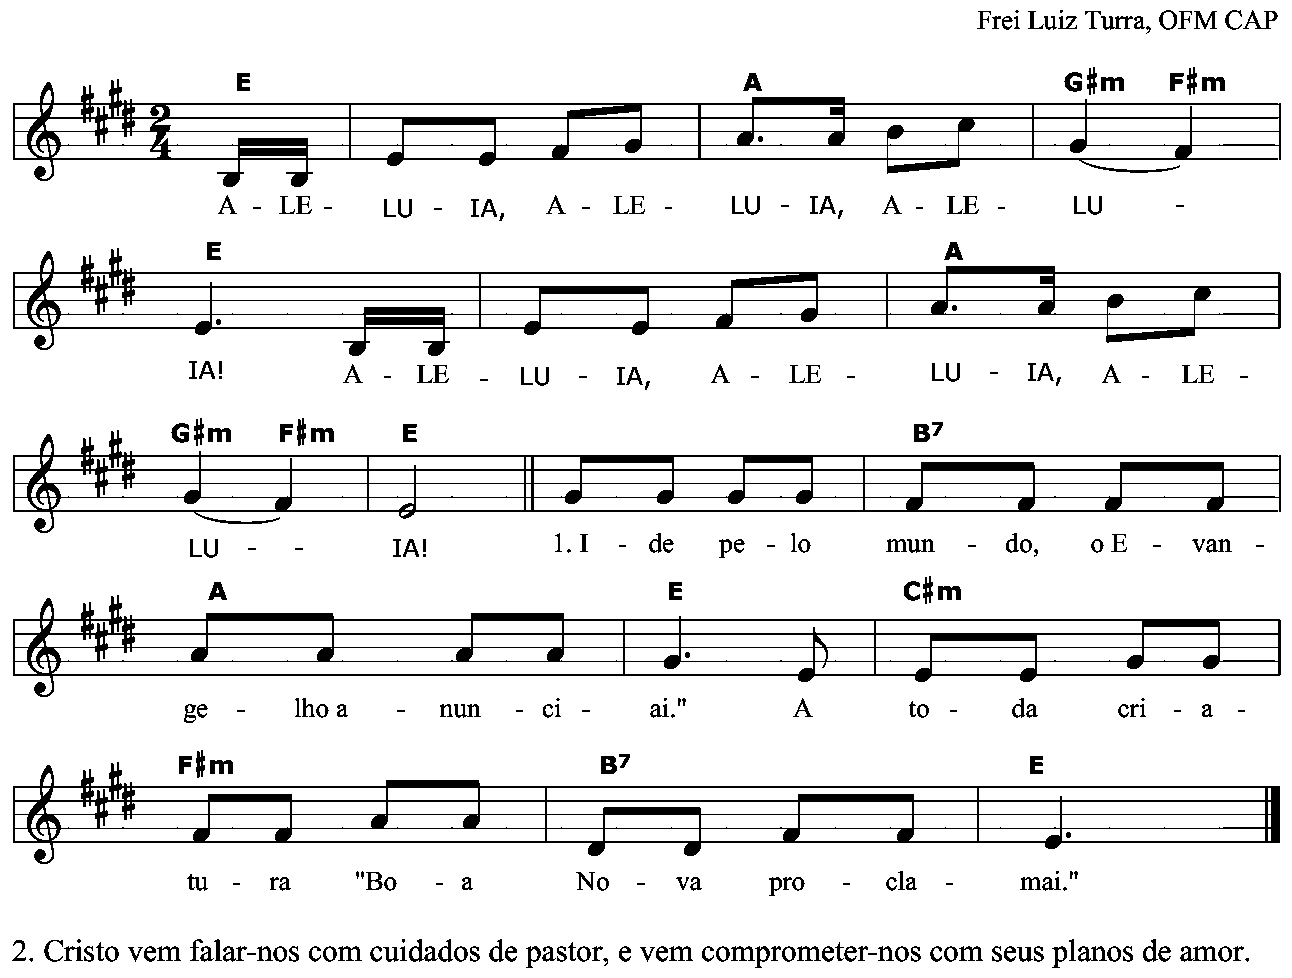 Frei Luiz Turra, OFM CAP
E A G#m F#m
2
4
A - LE - LU - IA, A - LE - LU - IA, A - LE - LU -
E A
IA! A - LE - LU - IA, A - LE - LU - IA, A - LE -
G#m F#m E B7
LU - - IA! 1. I - de pe - lo mun - do, o E - van -
A E C#m
ge - lho a - nun - ci - ai." A to - da cri - a -
F#m B7 E
tu - ra "Bo - a No - va pro - cla - mai."
2. Cristo vem falar-nos com cuidados de pastor, e vem comprometer-nos com seus planos de amor.